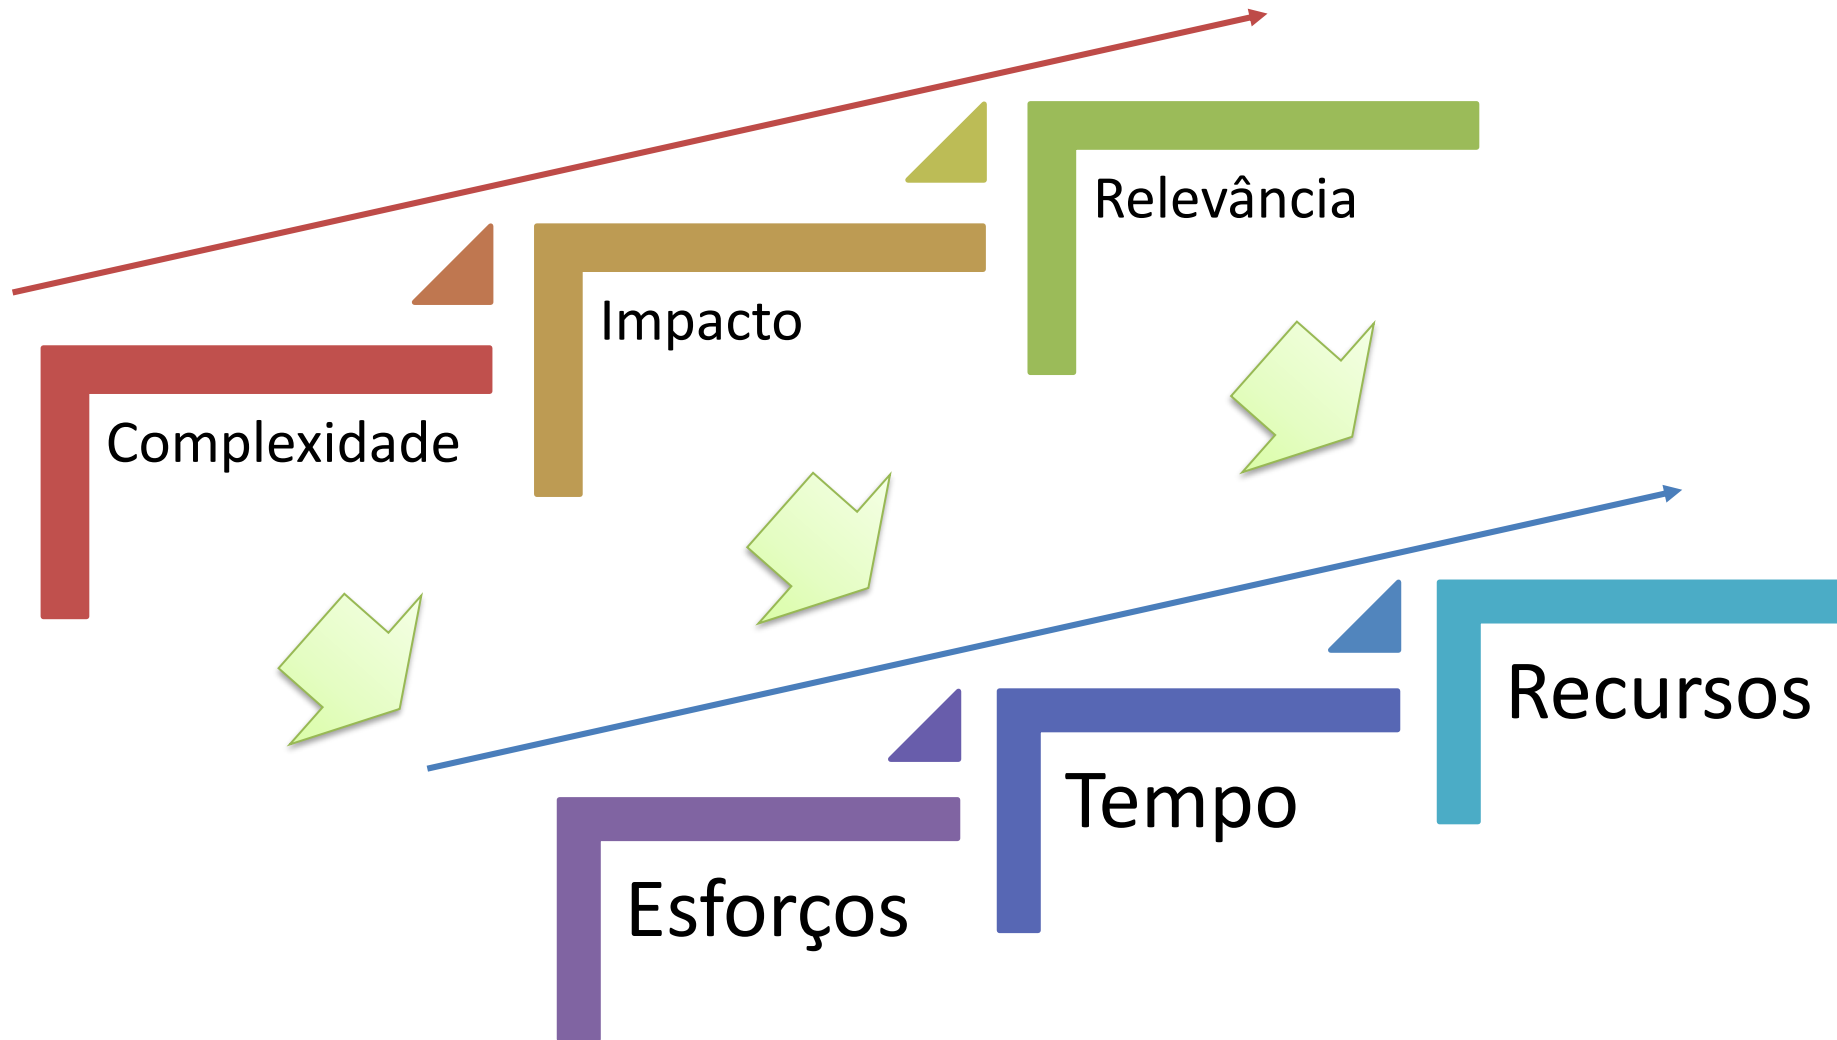 Complexidade
Impacto
Relevância
Esforços
Tempo
Recursos